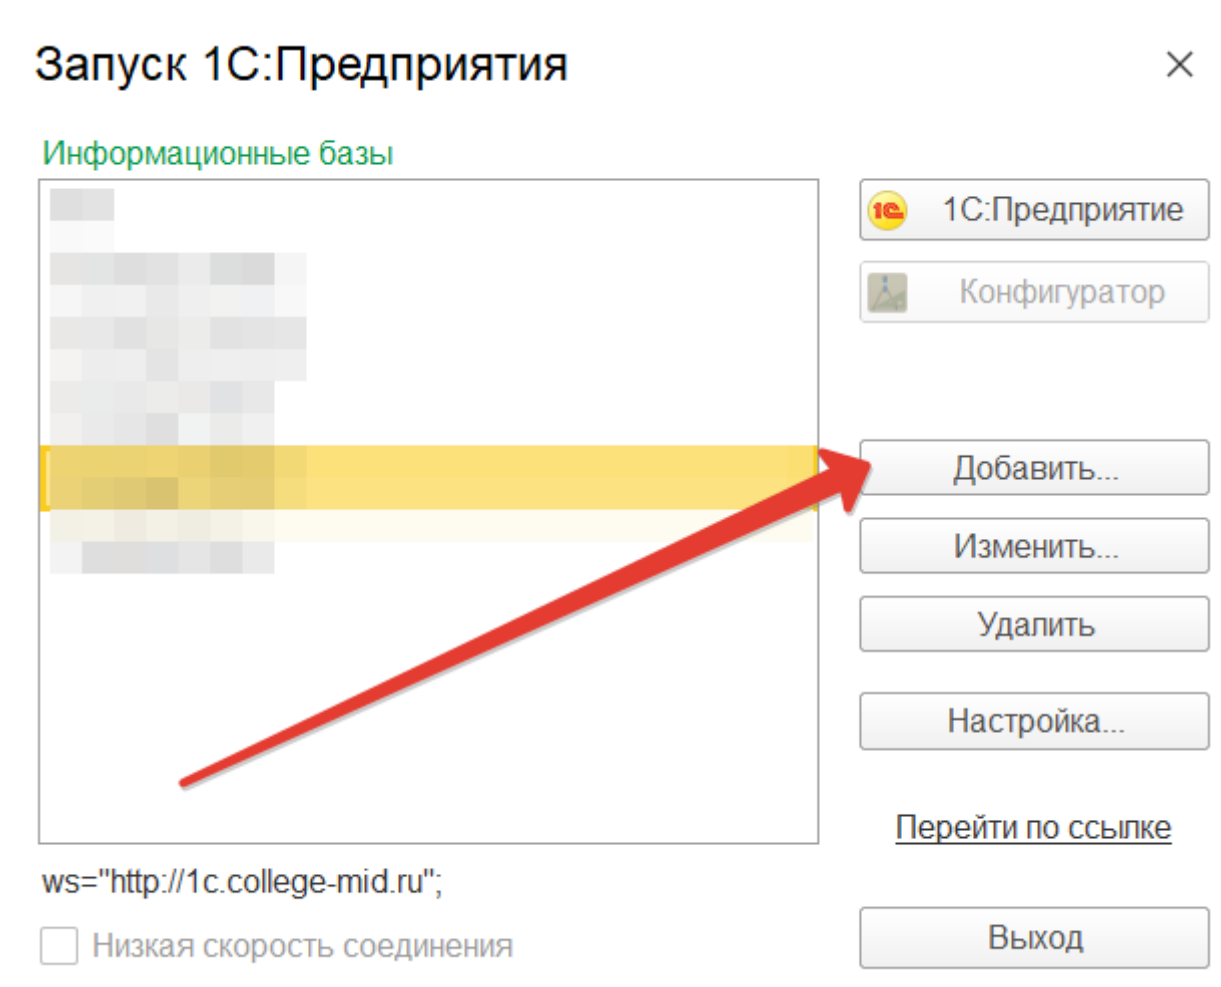 Запуск 1С:Предприятия
Информационные базы
1С:Предприятие
Конфигуратор
Добавить...
Изменить...
Удалить
Настройка...
Перейти по ссылке
ws="http://1c.college-mid.ru";
Низкая скорость соединения
Выход